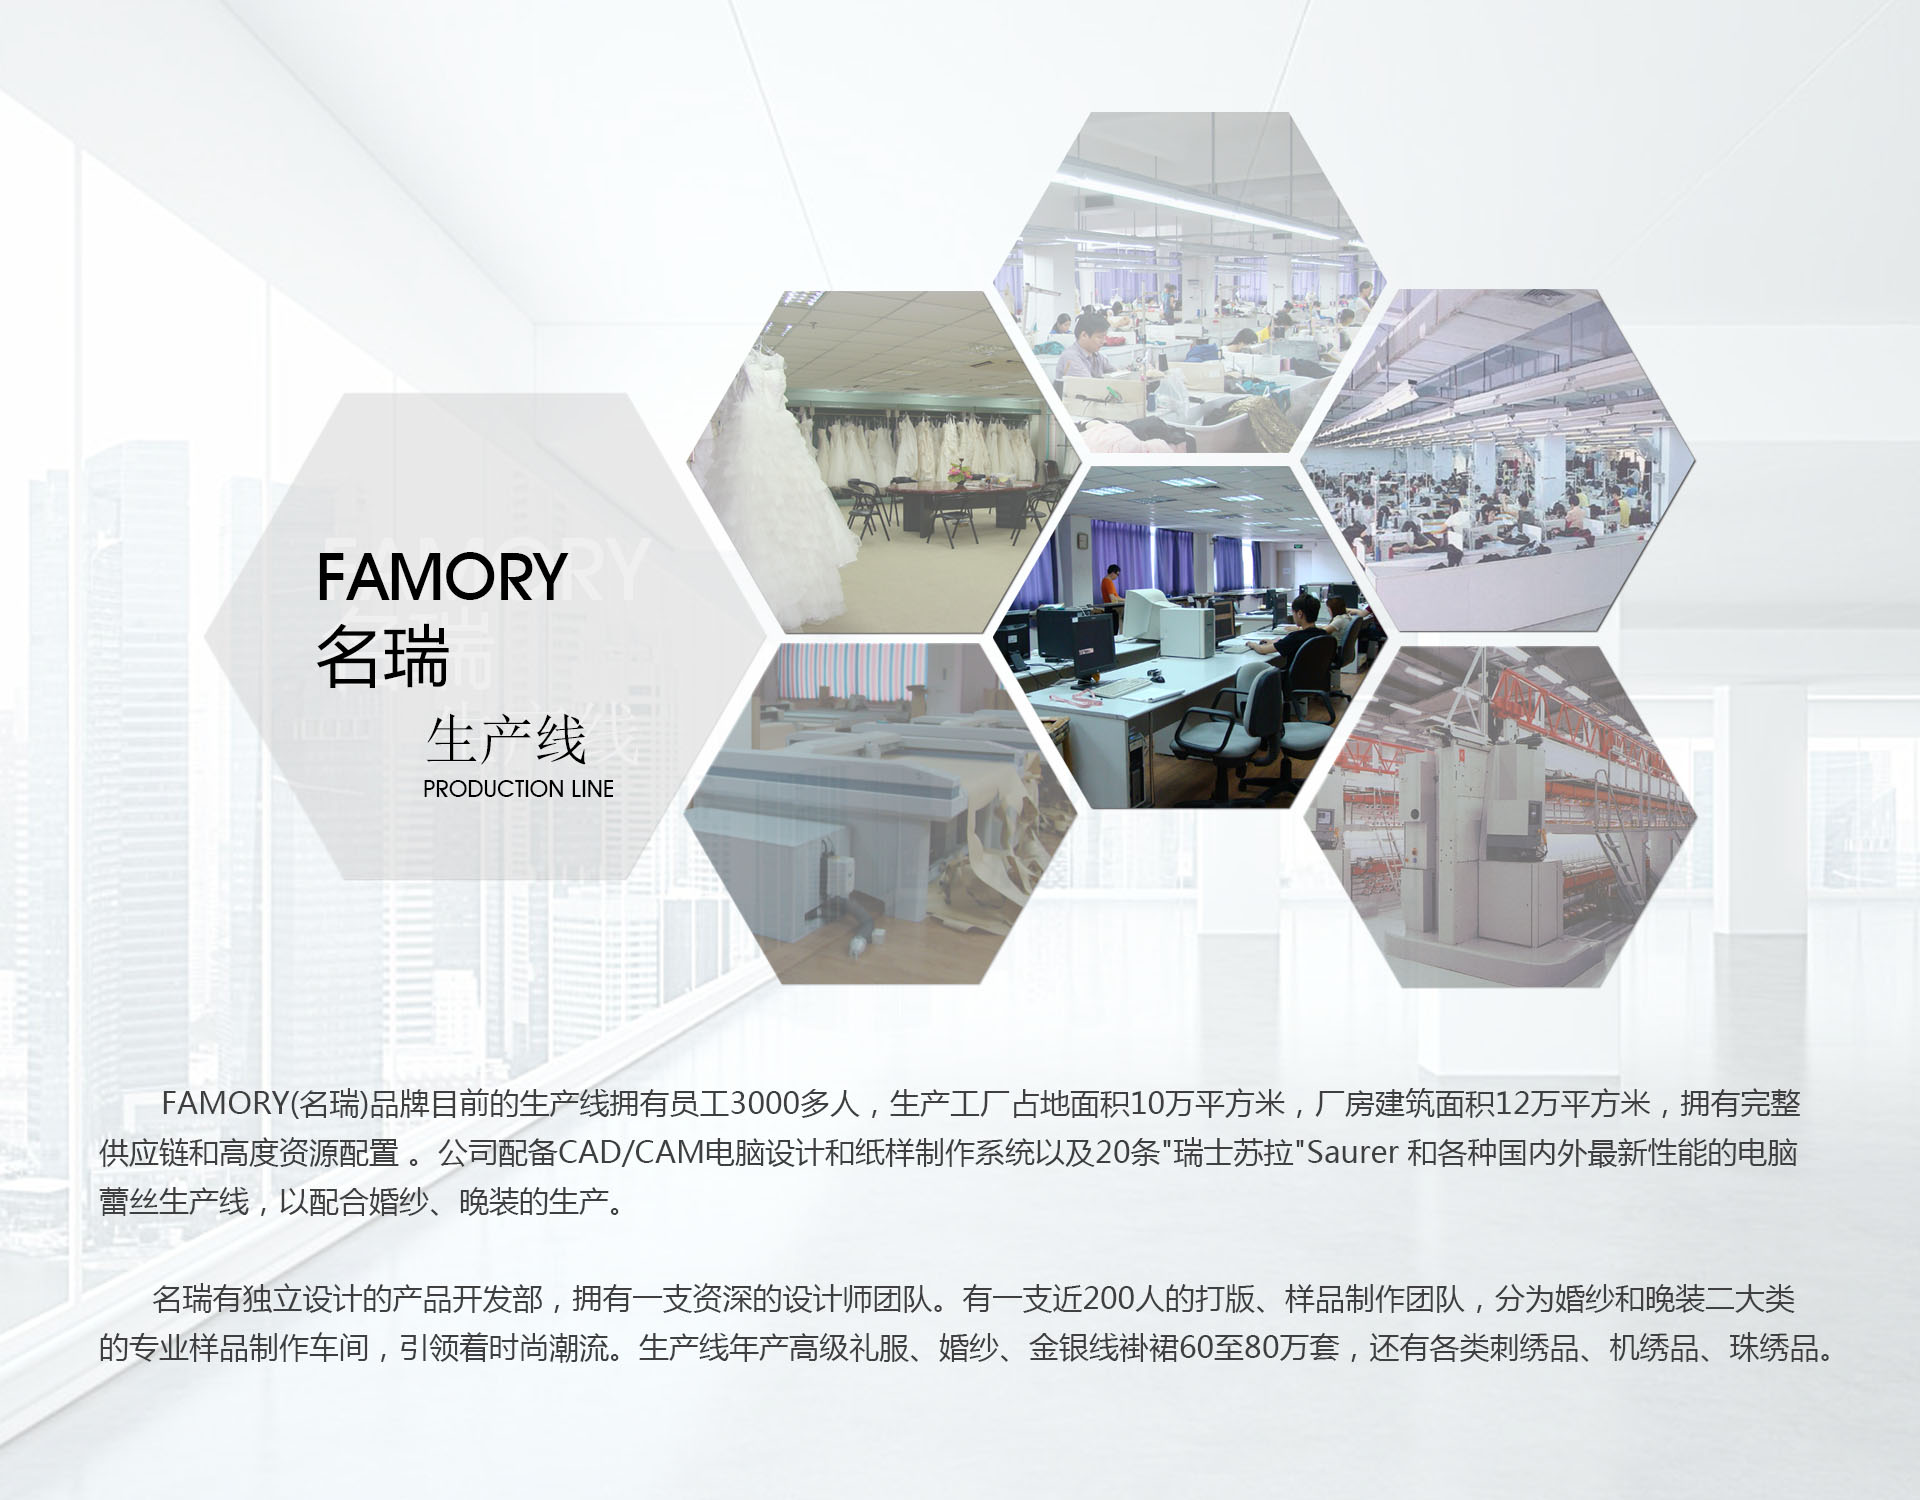 FAMORY
名瑞
生产线
PRODUCTION LINE
FAMORY(名瑞)品牌目前的生产线拥有员工3000多人，生产工厂占地面积10万平方米，厂房建筑面积12万平方米，拥有完整
供应链和高度资源配置 。公司配备CAD/CAM电脑设计和纸样制作系统以及20条"瑞士苏拉"Saurer 和各种国内外最新性能的电脑
蕾丝生产线，以配合婚纱、晚装的生产。
名瑞有独立设计的产品开发部，拥有一支资深的设计师团队。有一支近200人的打版、样品制作团队，分为婚纱和晚装二大类
的专业样品制作车间，引领着时尚潮流。生产线年产高级礼服、婚纱、金银线褂裙60至80万套，还有各类刺绣品、机绣品、珠绣品。